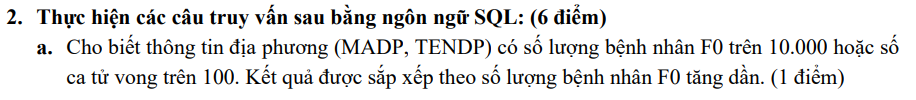 2. Thực hiện các câu truy vấn sau bằng ngôn ngữ SQL: (6 điểm)
a. Cho biết thông tin địa phương (MADP, TENDP) có số lượng bệnh nhân F0 trên 10.000 hoặc số
ca tử vong trên 100. Kết quả được sắp xếp theo số lượng bệnh nhân F0 tăng dần. (1 điểm)